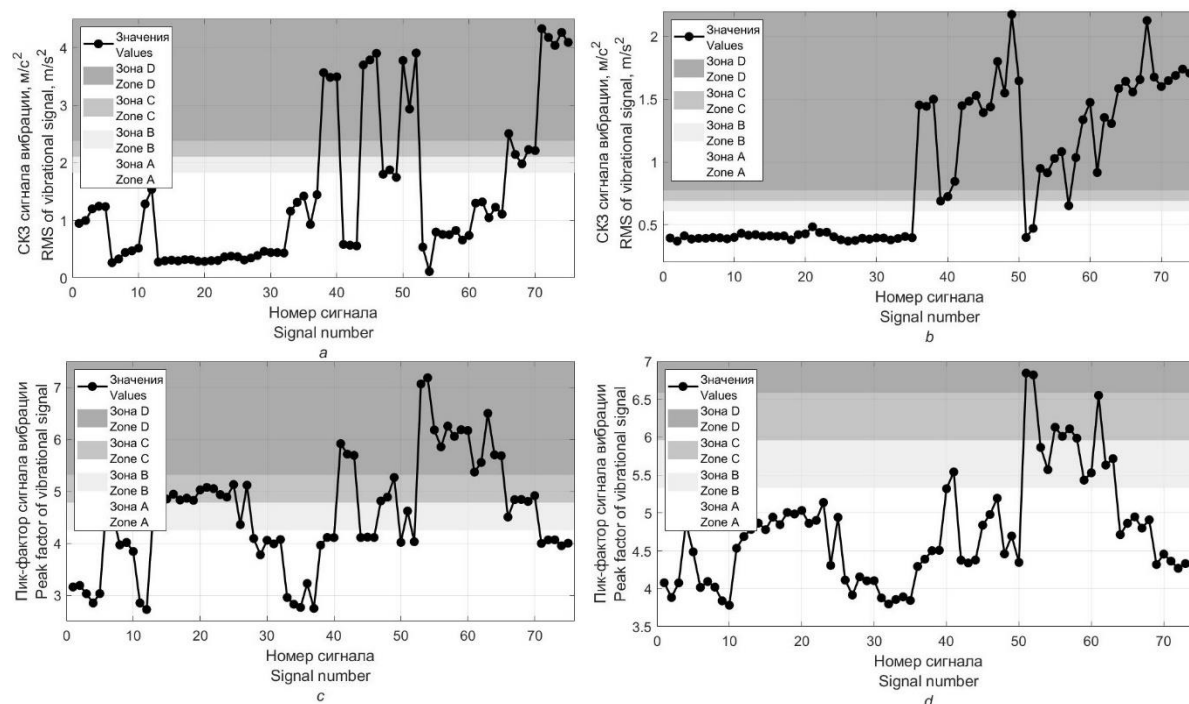 СКЗ сигнала вибрации, м/с²
RMS of vibrational signal, m/s²
4
3
2
1
0
Значения
Values
Зона D
Zone D
Зона C
Zone C
Зона B
Zone B
Зона A
Zone A
0 10 20 30 40 50 60 70
Номер сигнала
Signal number
a
СКЗ сигнала вибрации, м/с²
RMS of vibrational signal, m/s²
2
1.5
1
0.5
Значения
Values
Зона D
Zone D
Зона C
Zone C
Зона B
Zone B
Зона A
Zone A
0 10 20 30 40 50 60 70
Номер сигнала
Signal number
b
Пик-фактор сигнала вибрации
Peak factor of vibrational signal
7
6
5
4
3
Значения
Values
Зона D
Zone D
Зона C
Zone C
Зона B
Zone B
Зона A
Zone A
0 10 20 30 40 50 60 70
Номер сигнала
Signal number
c
Пик-фактор сигнала вибрации
Peak factor of vibrational signal
7
6.5
6
5.5
5
4.5
4
3.5
Значения
Values
Зона D
Zone D
Зона C
Zone C
Зона B
Zone B
Зона A
Zone A
0 10 20 30 40 50 60 70
Номер сигнала
Signal number
d